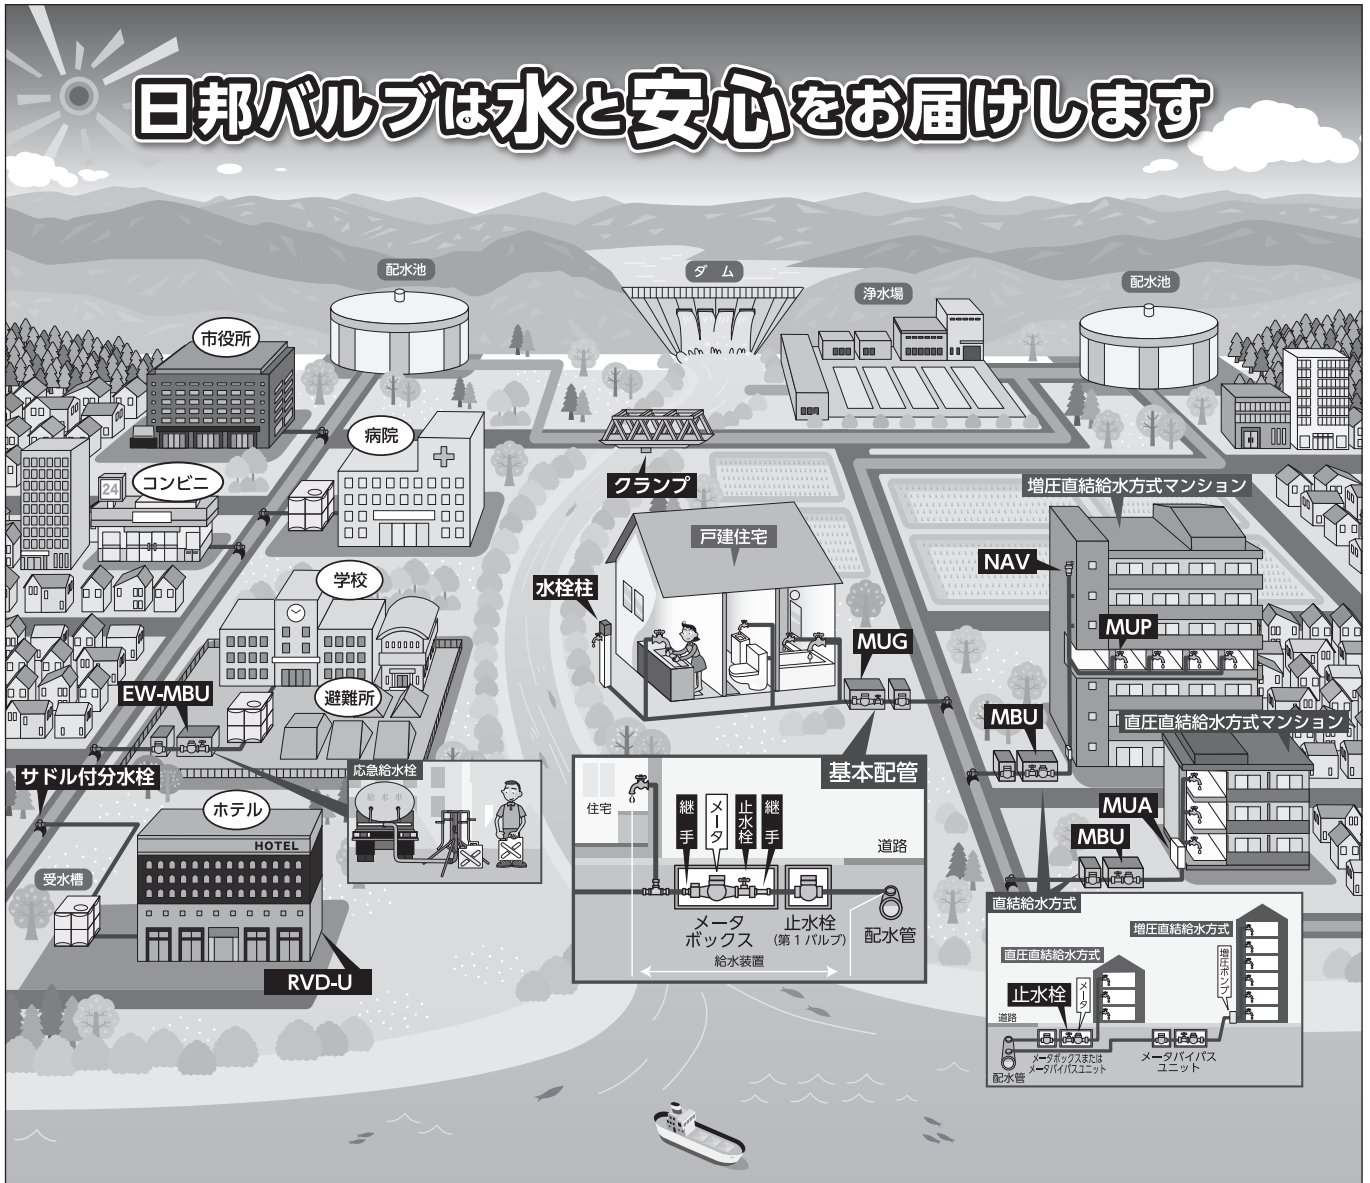 日邦バルブは水と安心をお届けします
配水池
ダム
浄水場
配水池
市役所
病院
コンビニ
24
クランプ
増圧直結給水方式マンション
戸建住宅
NAV
学校
水栓柱
MUP
MUG
避難所
EW-MBU
MBU
直圧直結給水方式マンション
サドル付分水栓
応急給水栓
給水車
基本配管
住宅
継手
メータ
止水栓
継手
道路
メータ
ボックス
止水栓
(第1バルブ)
配水管
給水装置
ホテル
HOTEL
受水槽
RVD-U
MUA
MBU
直結給水方式
増圧直結給水方式
直圧直結給水方式
増圧ポンプ
止水栓
メータ
道路
メータボックスまたは
メータバイパスユニット
メータバイパス
ユニット
配水管